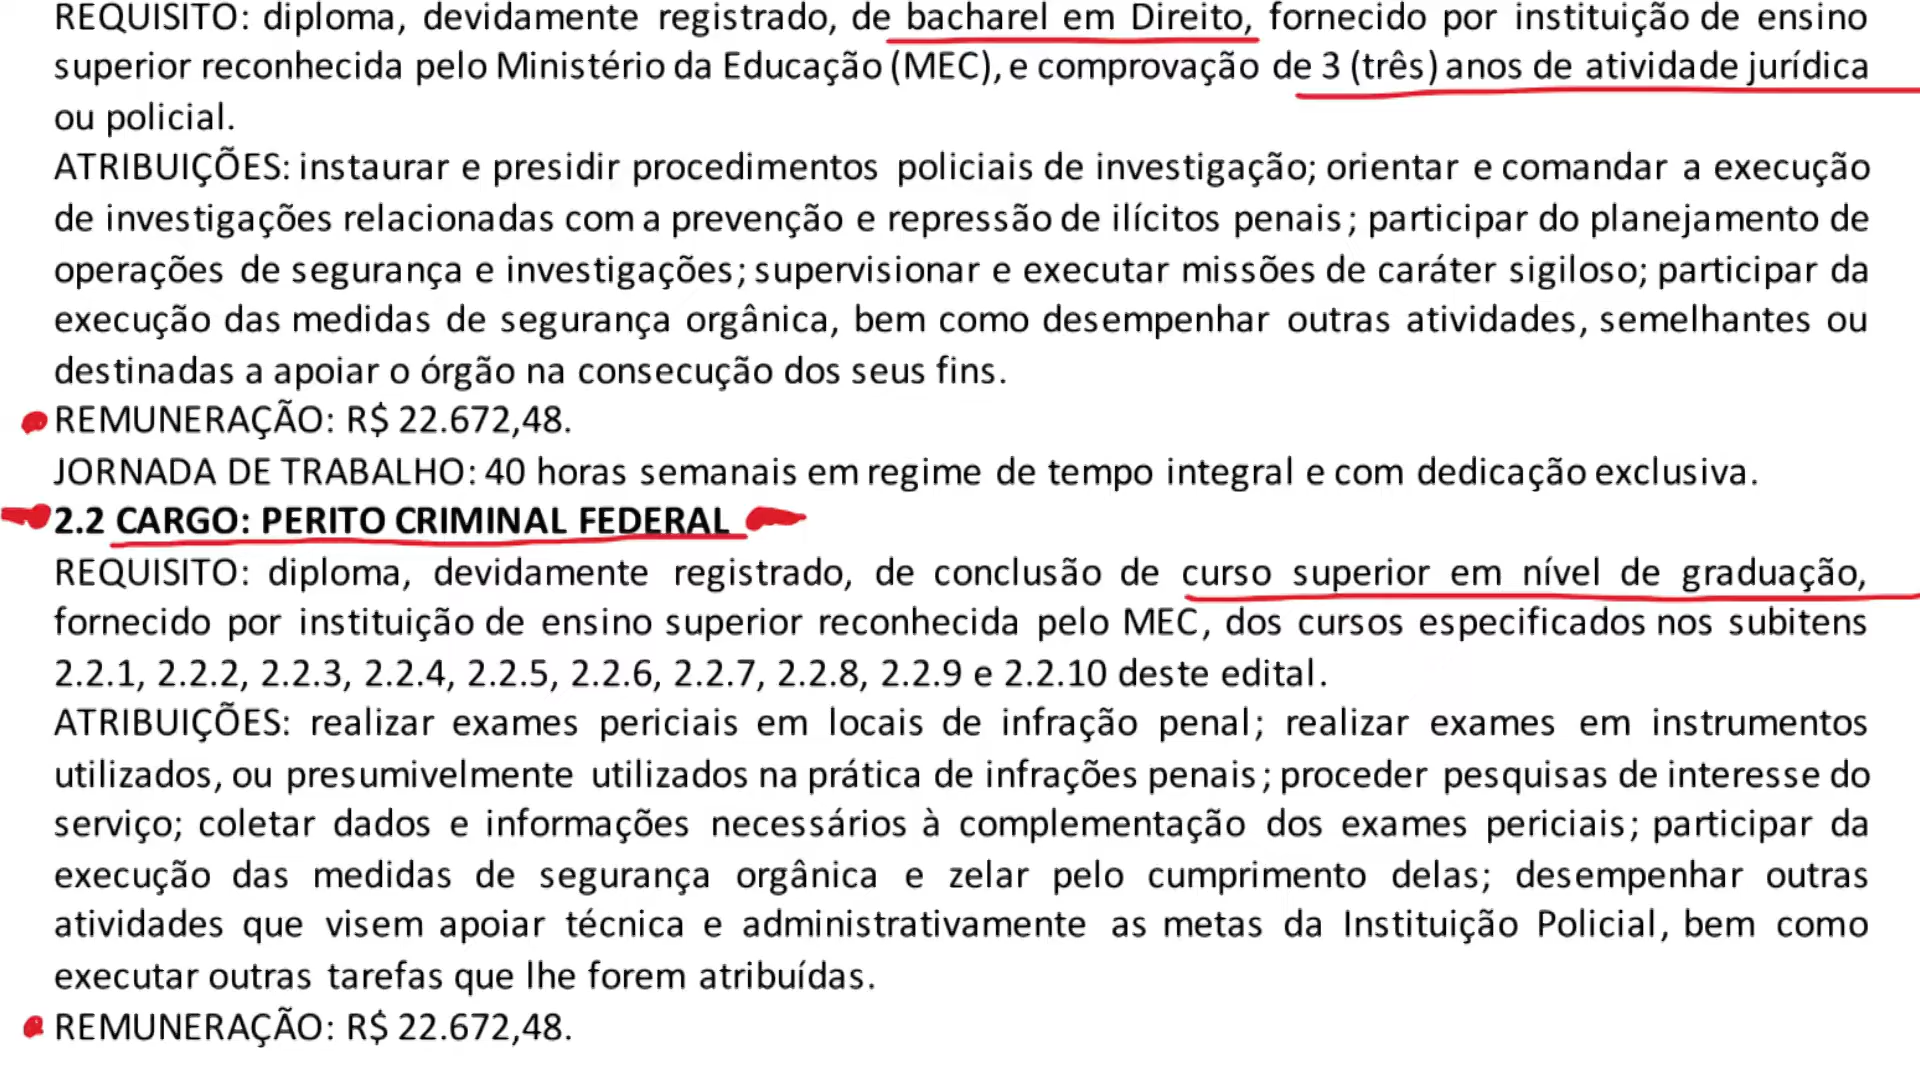 REQUISITO: diploma, devidamente registrado, de bacharel em Direito, fornecido por instituição de ensino
superior reconhecida pelo Ministério da Educação (MEC), e comprovação de 3 (três) anos de atividade jurídica
ou policial.
ATRIBUIÇÕES: instaurar e presidir procedimentos policiais de investigação; orientar e comandar a execução
de investigações relacionadas com a prevenção e repressão de ilícitos penais; participar do planejamento de
operações de segurança e investigações; supervisionar e executar missões de caráter sigiloso; participar da
execução das medidas de segurança orgânica, bem como desempenhar outras atividades, semelhantes ou
destinadas a apoiar o órgão na consecução dos seus fins.
REMUNERAÇÃO: R$ 22.672,48.
JORNADA DE TRABALHO: 40 horas semanais em regime de tempo integral e com dedicação exclusiva.
2.2 CARGO: PERITO CRIMINAL FEDERAL
REQUISITO: diploma, devidamente registrado, de conclusão de curso superior em nível de graduação,
fornecido por instituição de ensino superior reconhecida pelo MEC, dos cursos especificados nos subitens
2.2.1, 2.2.2, 2.2.3, 2.2.4, 2.2.5, 2.2.6, 2.2.7, 2.2.8, 2.2.9 e 2.2.10 deste edital.
ATRIBUIÇÕES: realizar exames periciais em locais de infração penal; realizar exames em instrumentos
utilizados, ou presumivelmente utilizados na prática de infrações penais; proceder pesquisas de interesse do
serviço; coletar dados e informações necessários à complementação dos exames periciais; participar da
execução das medidas de segurança orgânica e zelar pelo cumprimento delas; desempenhar outras
atividades que visem apoiar técnica e administrativamente as metas da Instituição Policial, bem como
executar outras tarefas que lhe forem atribuídas.
REMUNERAÇÃO: R$ 22.672,48.